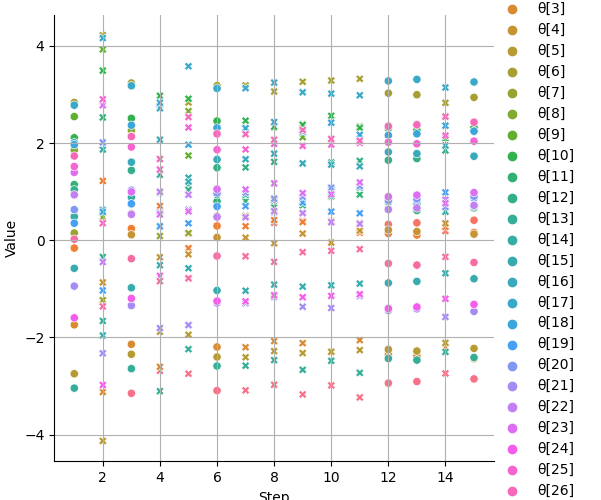 4
2
0
−2
−4
Value
2
4
6
8
10
12
14
Step
θ[3]
θ[4]
θ[5]
θ[6]
θ[7]
θ[8]
θ[9]
θ[10]
θ[11]
θ[12]
θ[13]
θ[14]
θ[15]
θ[16]
θ[17]
θ[18]
θ[19]
θ[20]
θ[21]
θ[22]
θ[23]
θ[24]
θ[25]
θ[26]